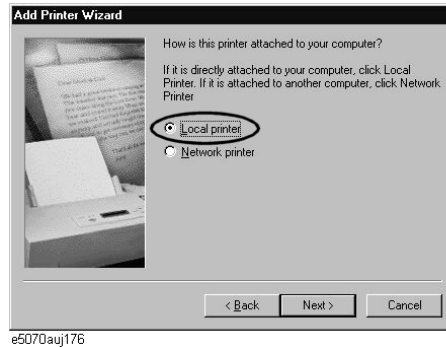 Add Printer Wizard
How is this printer attached to your computer?
If it is directly attached to your computer, click Local
Printer. If it is attached to another computer, click Network
Printer
Local printer
Network printer
< Back
Next >
Cancel
e5070auj176